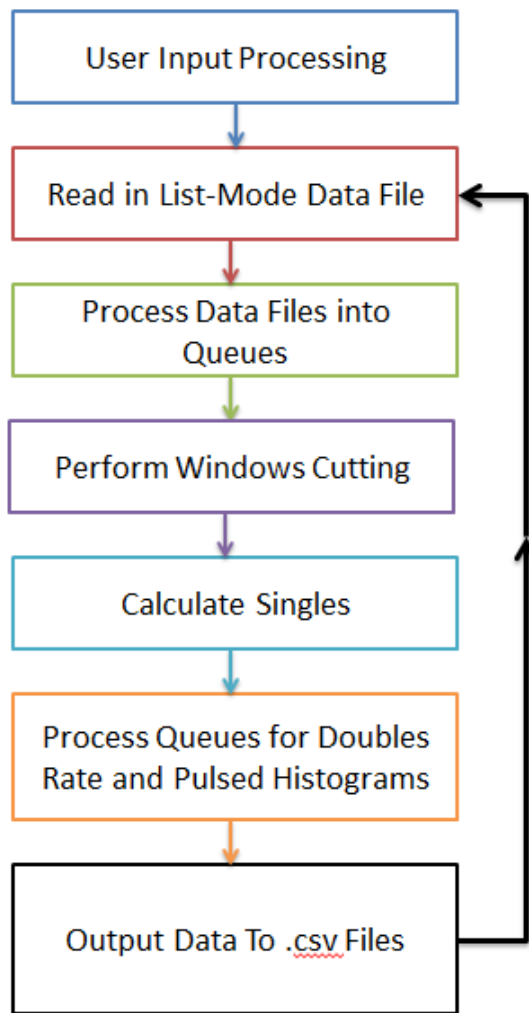 User Input Processing
Read in List-Mode Data File
Process Data Files into
Queues
Perform Windows Cutting
Calculate Singles
Process Queues for Doubles
Rate and Pulsed Histograms
Output Data To .csv Files